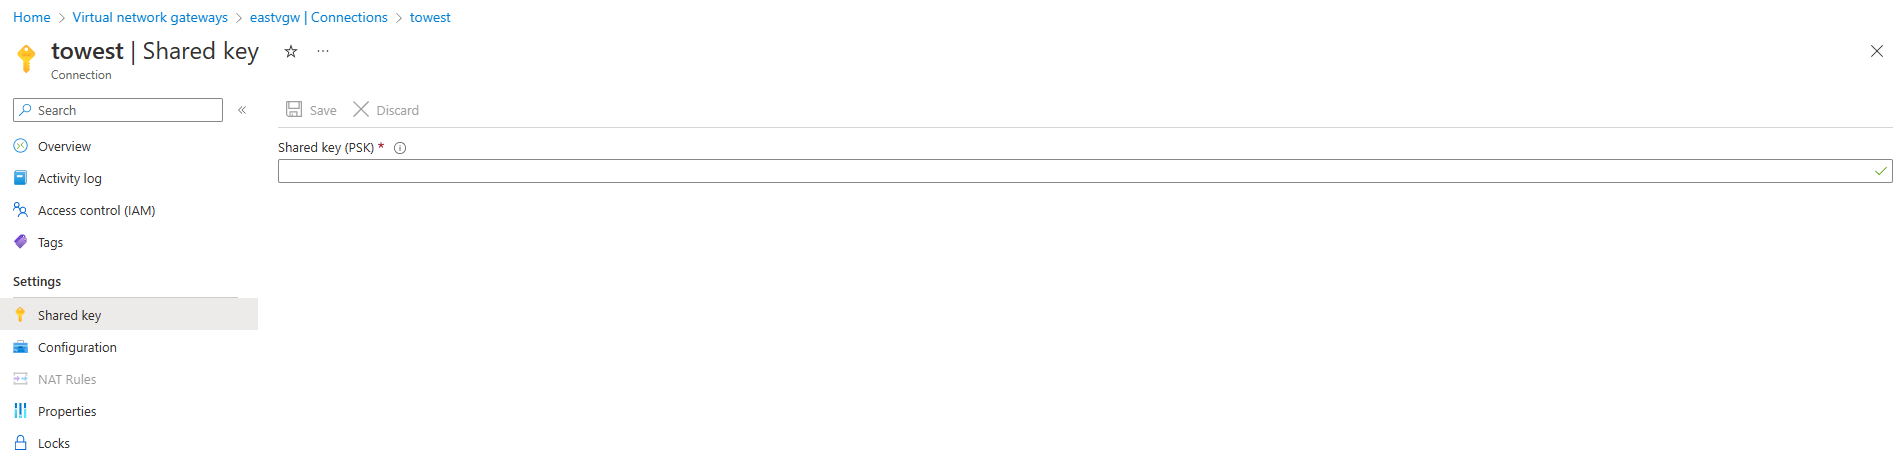 Home > Virtual network gateways > eastvgw | Connections > towest
towest | Shared key
Connection
Search
Save Discard
Shared key (PSK) *
Overview
Activity log
Access control (IAM)
Tags
Settings
Shared key
Configuration
NAT Rules
Properties
Locks